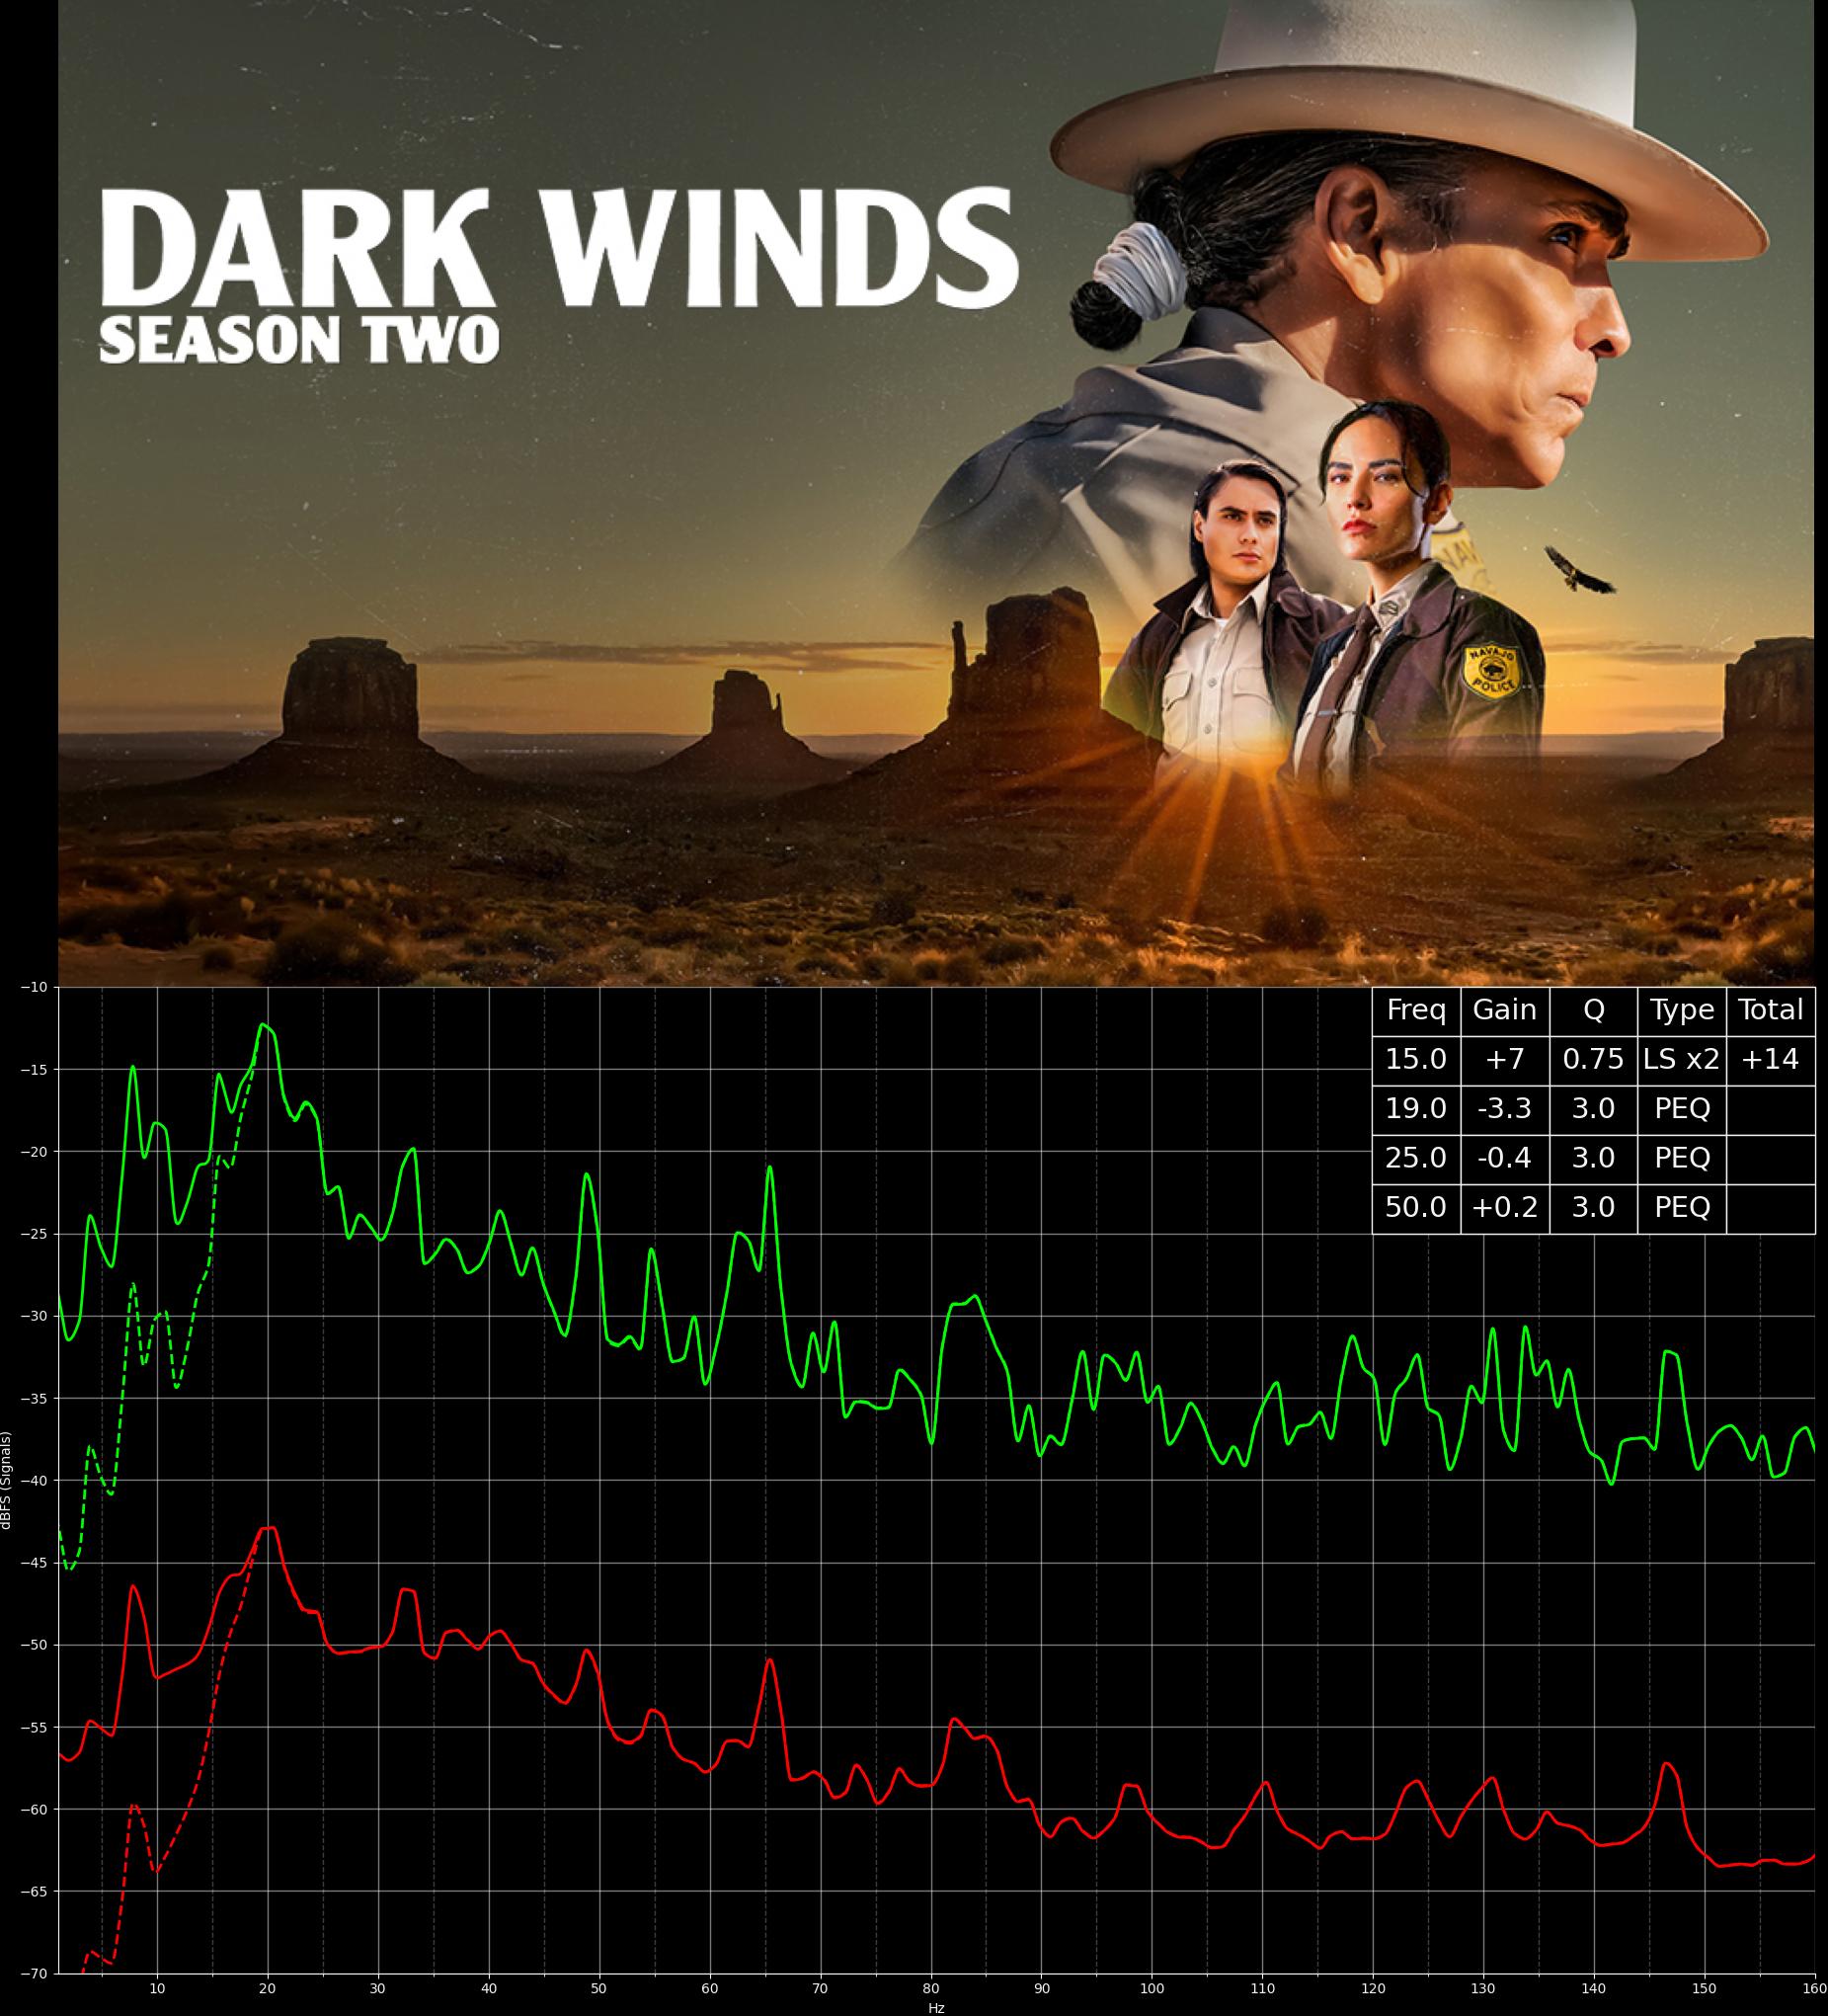 DARK WINDS
SEASON TWO
NAV
NAVAJO
POLICE
Freq Gain Q Type Total
15.0 +7 0.75 LS x2 +14
19.0 -3.3 3.0 PEQ
25.0 -0.4 3.0 PEQ
50.0 +0.2 3.0 PEQ
−10
−15
−20
−25
−30
−35
−40
−45
−50
−55
−60
−65
−70
dBFS (Signals)
10 20 30 40 50 60 70 80 90 100 110 120 130 140 150 160
Hz